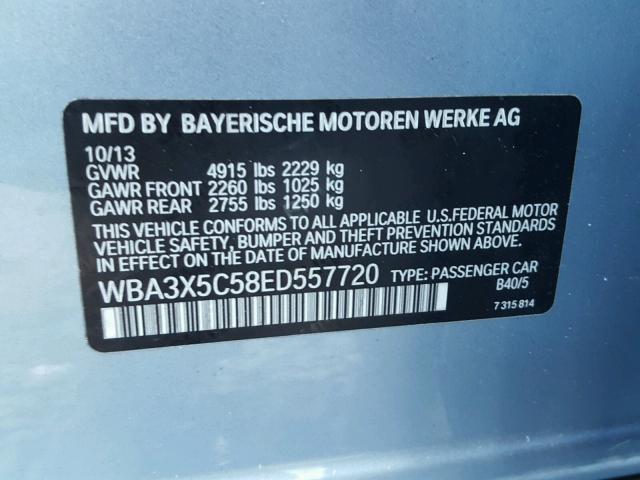 MFD BY BAYERISCHE MOTOREN WERKE AG
10/13
GVWR 4915 lbs 2229 kg
GAWR FRONT 2260 lbs 1025 kg
GAWR REAR 2755 lbs 1250 kg
THIS VEHICLE CONFORMS TO ALL APPLICABLE U.S.FEDERAL MOTOR
VEHICLE SAFETY, BUMPER AND THEFT PREVENTION STANDARDS
IN EFFECT ON THE DATE OF MANUFACTURE SHOWN ABOVE.
WBA3X5C58ED557720 TYPE: PASSENGER CAR
B40/5
7 315 814